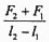 F₂ + F₁
l₂ - l₁